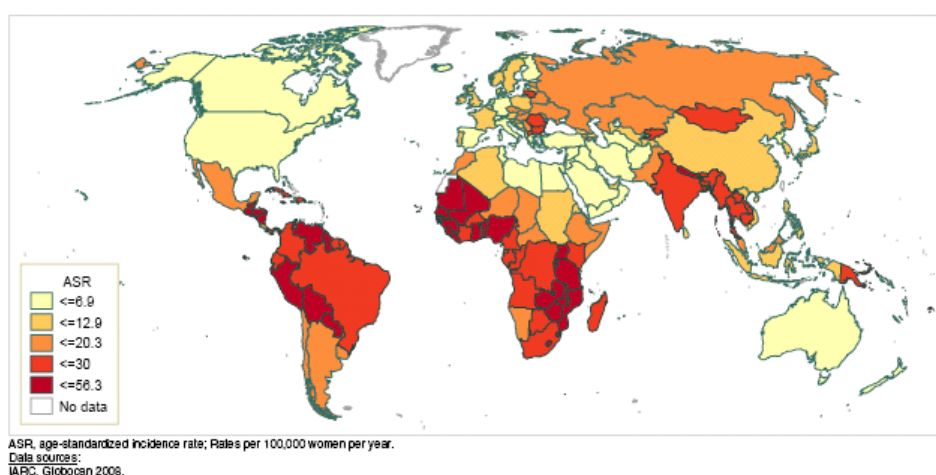 ASR
<=6.9
<=12.9
<=20.3
<=30
<=56.3
No data
ASR, age-standardized incidence rate; Rates per 100,000 women per year.
Data sources:
IARC, Globocan 2008.